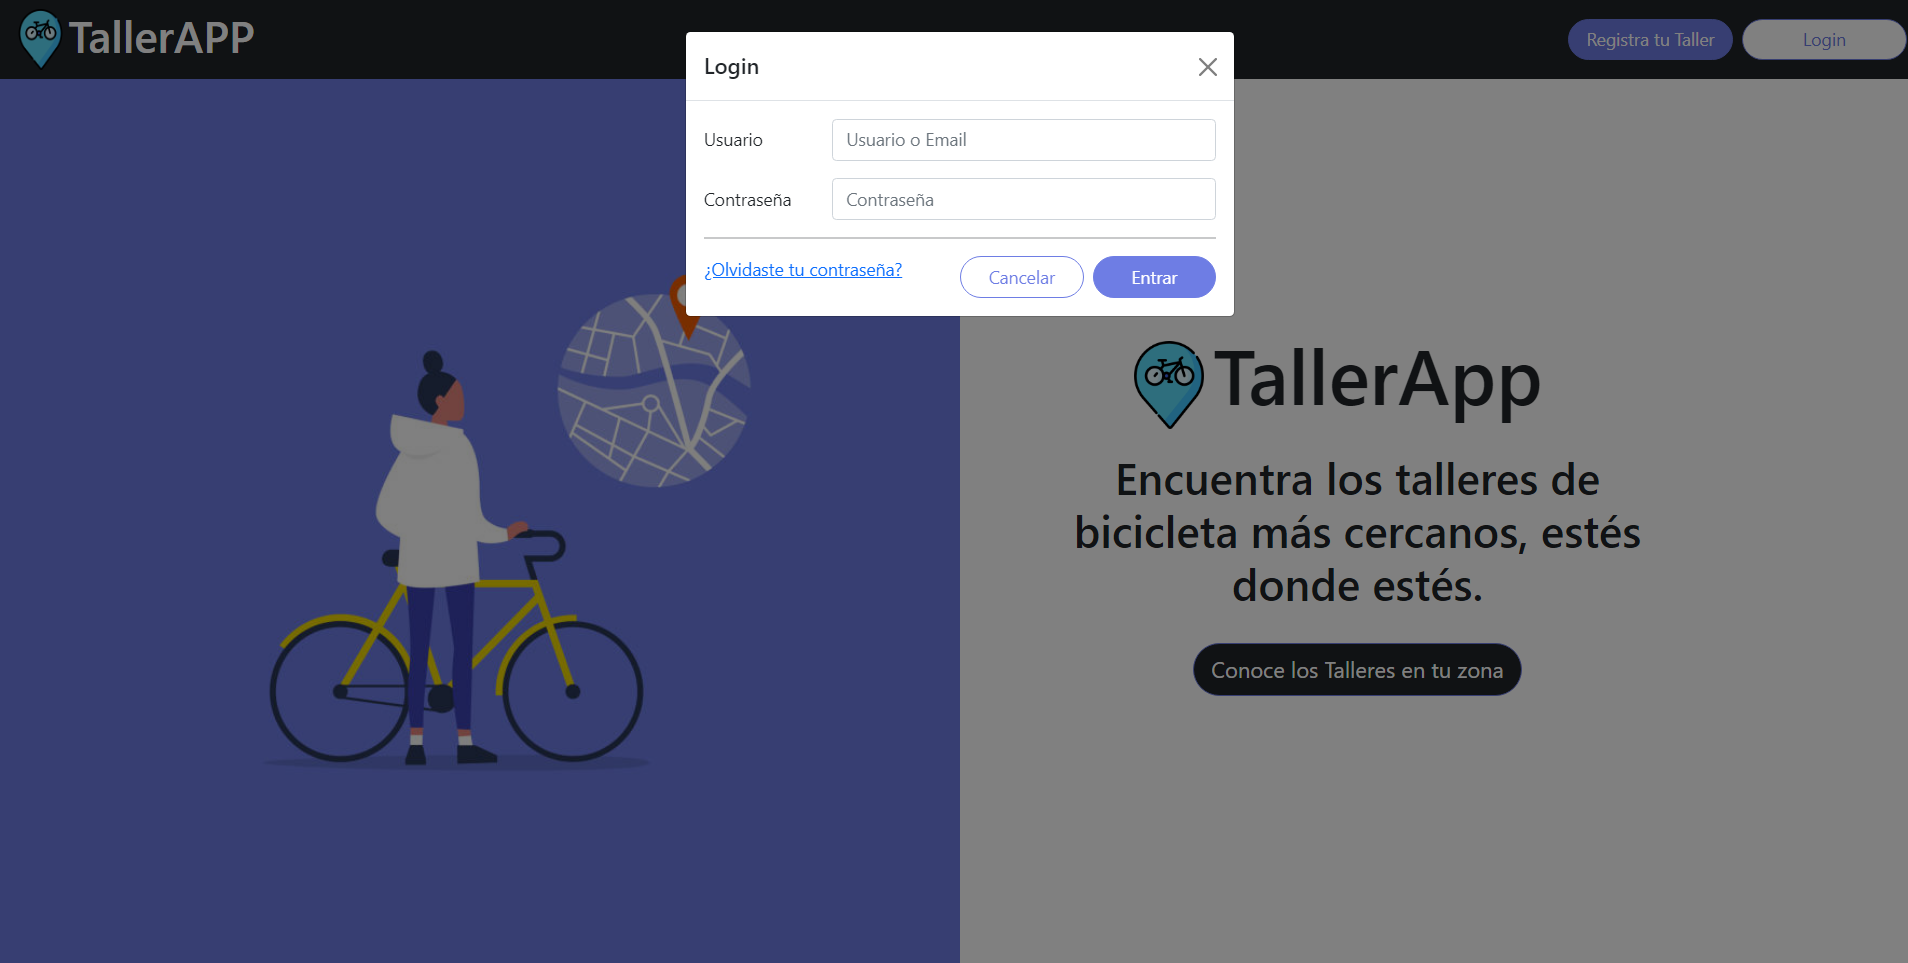 TallerAPP
Registra tu Taller
Login
Login
Usuario
Usuario o Email
Contraseña
Contraseña
¿Olvidaste tu contraseña?
Cancelar
Entrar
TallerApp
Encuentra los talleres de
bicicleta más cercanos, estés
donde estés.
Conoce los Talleres en tu zona